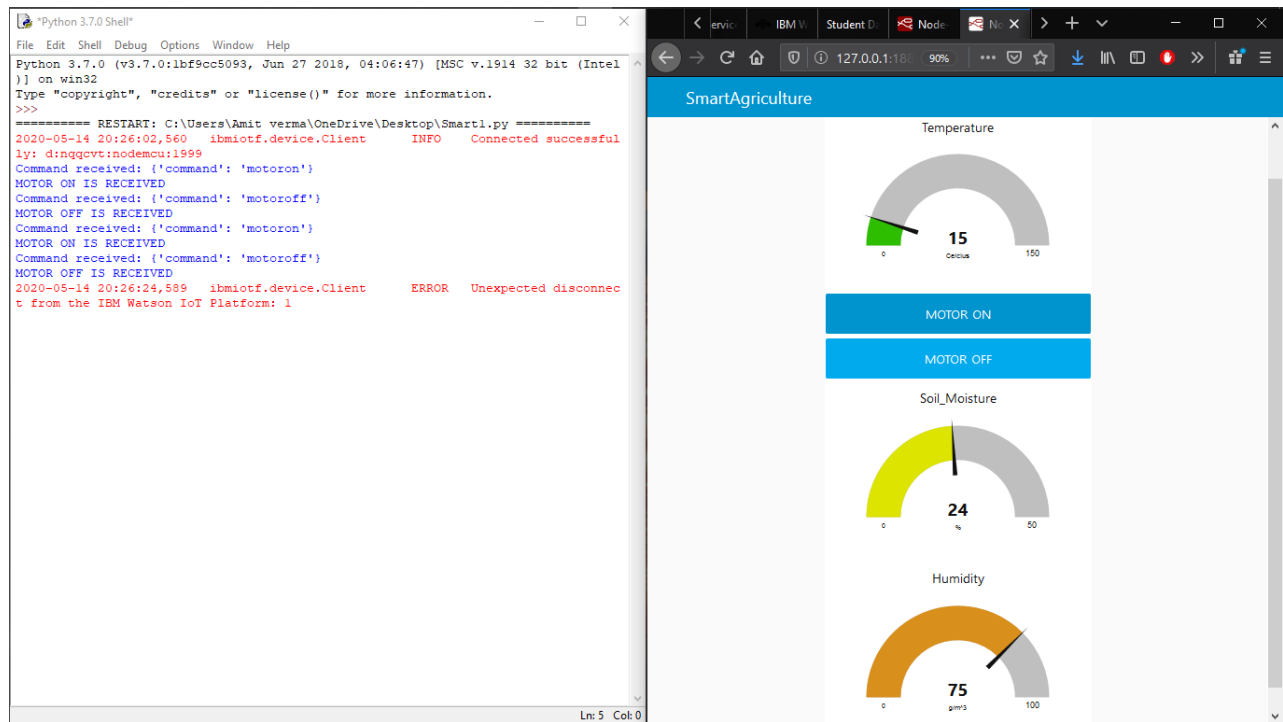 *Python 3.7.0 Shell*
File Edit Shell Debug Options Window Help
Python 3.7.0 (v3.7.0:1bf9cc5093, Jun 27 2018, 04:06:47) [MSC v.1914 32 bit (Intel
)] on win32
Type "copyright", "credits" or "license()" for more information.
>>>
========== RESTART: C:\Users\Amit verma\OneDrive\Desktop\Smart1.py ==========
2020-05-14 20:26:02,560   ibmiotf.device.Client       INFO    Connected successful
ly: d:nqqcvt:nodemcu:1999
Command received: {'command': 'motoron'}
MOTOR ON IS RECEIVED
Command received: {'command': 'motoroff'}
MOTOR OFF IS RECEIVED
Command received: {'command': 'motoron'}
MOTOR ON IS RECEIVED
Command received: {'command': 'motoroff'}
MOTOR OFF IS RECEIVED
2020-05-14 20:26:24,589   ibmiotf.device.Client       ERROR   Unexpected disconnec
t from the IBM Watson IoT Platform: 1
Ln: 5 Col: 0
ervice IBM W Student D Node- No
127.0.0.1:188 90%
SmartAgriculture
Temperature
15
Celcius
0 150
MOTOR ON
MOTOR OFF
Soil_Moisture
24
%
0 50
Humidity
75
g/m^3
0 100